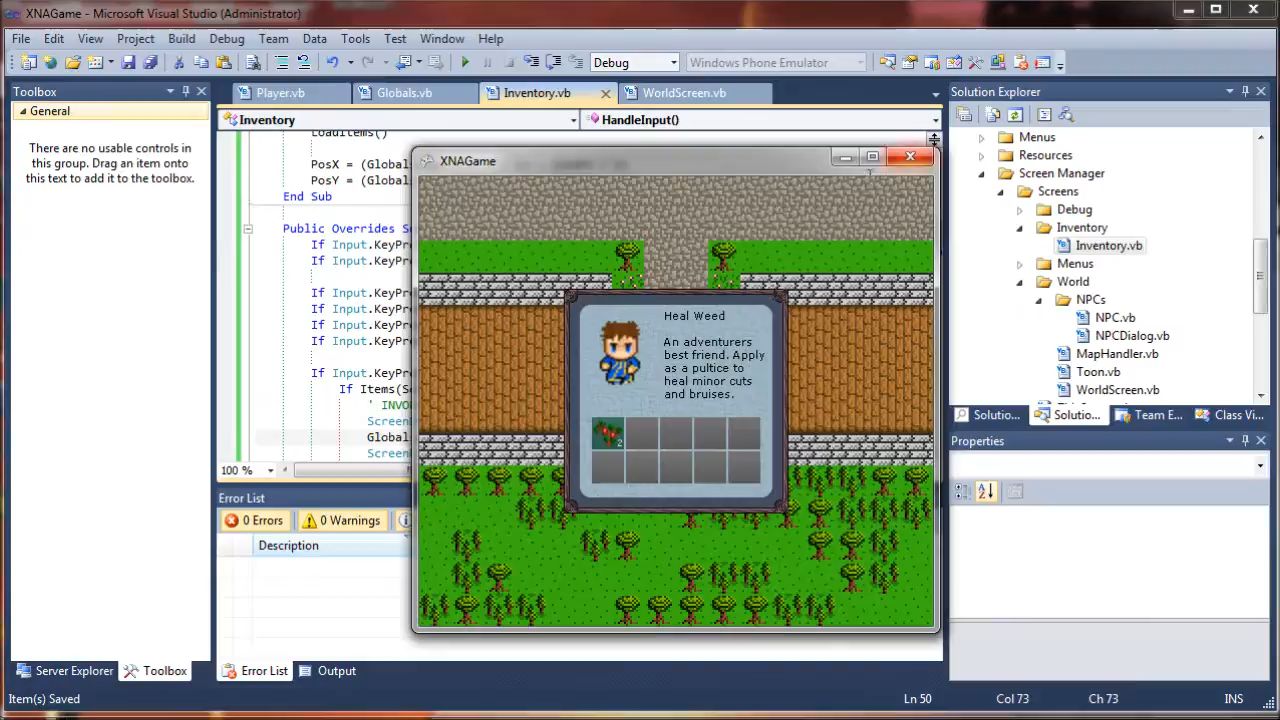 XNAGame - Microsoft Visual Studio (Administrator)
File Edit View Project Build Debug Team Data Tools Test Window Help
Debug Windows Phone Emulator
Toolbox
General
There are no usable controls in
this group. Drag an item onto
this text to add it to the toolbox.
Server Explorer Toolbox
Player.vb Globals.vb Inventory.vb WorldScreen.vb
Inventory HandleInput()
LoadItems()
PosX = (Global
PosY = (Global
End Sub
Public Overrides S
If Input.KeyPr
If Input.KeyPr
If Input.KeyPr
If Input.KeyPr
If Input.KeyPr
If Input.KeyPr
If Input.KeyPr
If Items(S
' INVO
Screen
Global
Screen
100 %
Error List
0 Errors 0 Warnings
Description
Error List Output
XNAGame
Heal Weed
An adventurers
best friend. Apply
as a pultice to
heal minor cuts
and bruises.
2
Solution Explorer
Menus
Resources
Screen Manager
Screens
Debug
Inventory
Inventory.vb
Menus
World
NPCs
NPC.vb
NPCDialog.vb
MapHandler.vb
Toon.vb
WorldScreen.vb
Solutio... Solutio... Team E... Class Vi...
Properties
Item(s) Saved Ln 50 Col 73 Ch 73 INS